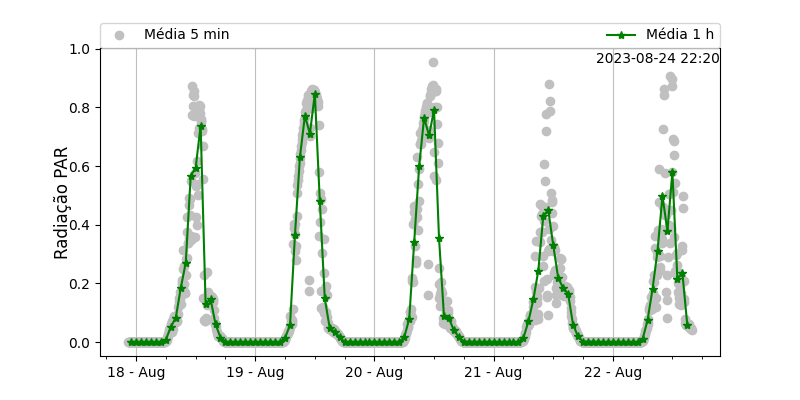 Média 5 min
Média 1 h
2023-08-24 22:20
Radiação PAR
1.0
0.8
0.6
0.4
0.2
0.0
18 - Aug
19 - Aug
20 - Aug
21 - Aug
22 - Aug